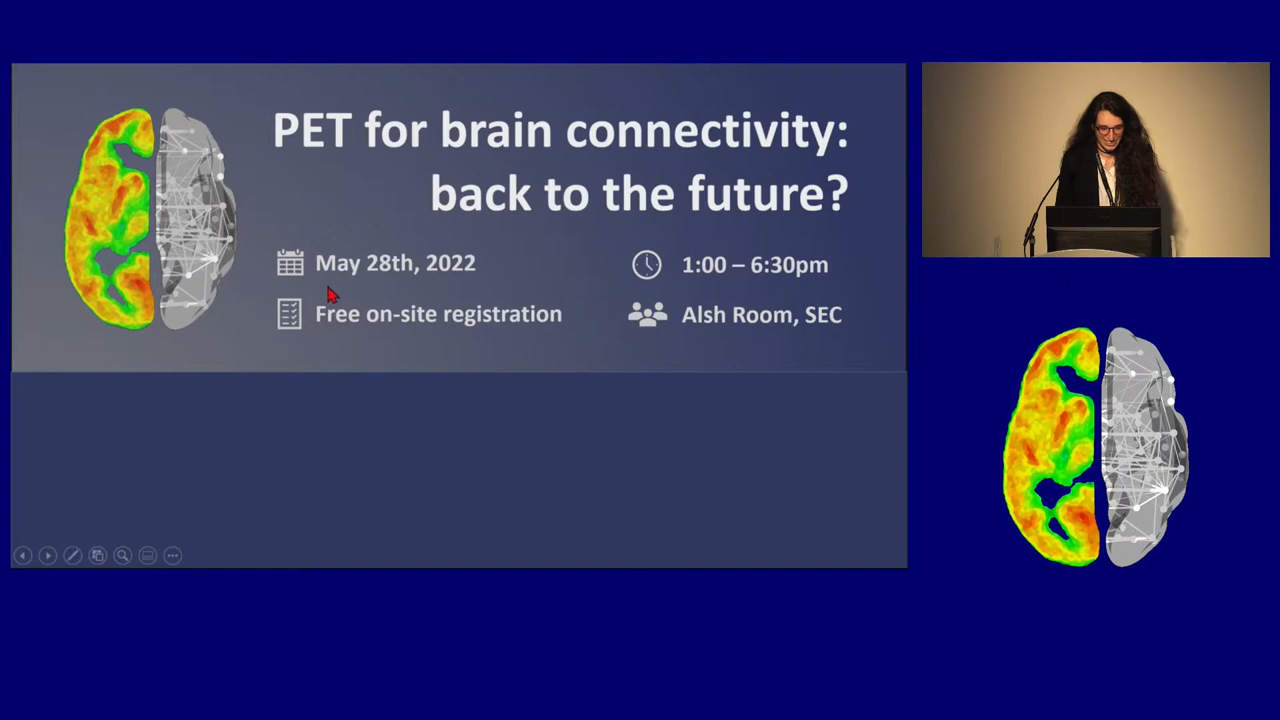 PET for brain connectivity:
back to the future?
May 28th, 2022
1:00 – 6:30pm
Free on-site registration
Alsh Room, SEC